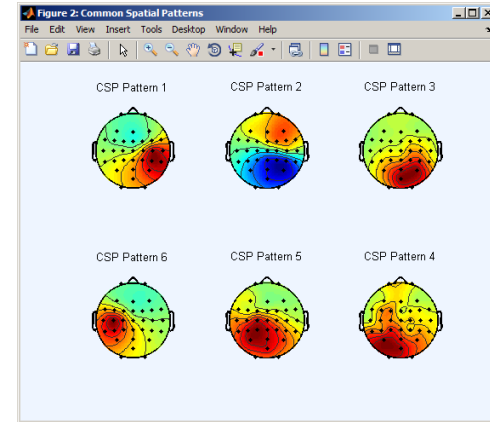 Figure 2: Common Spatial Patterns
File Edit View Insert Tools Desktop Window Help
CSP Pattern 1 CSP Pattern 2 CSP Pattern 3
CSP Pattern 6 CSP Pattern 5 CSP Pattern 4